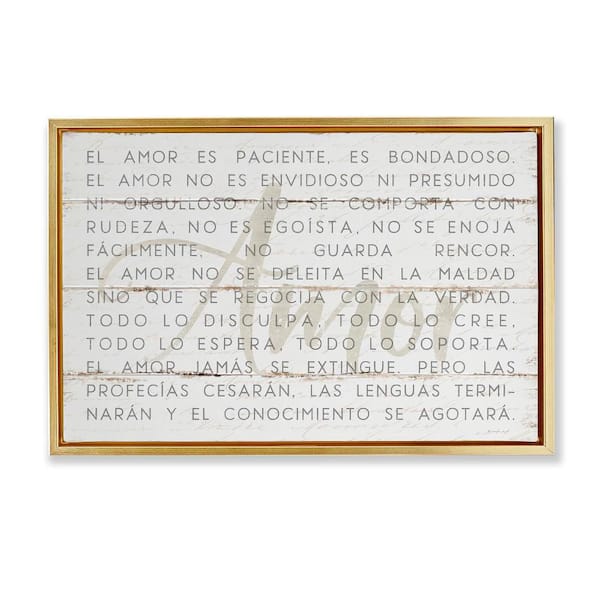 EL AMOR ES PACIENTE, ES BONDADOSO.
EL AMOR NO ES ENVIDIOSO NI PRESUMIDO
NI ORGULLOSO. NO SE COMPORTA CON
RUDEZA, NO ES EGOÍSTA, NO SE ENOJA
FÁCILMENTE, NO GUARDA RENCOR.
EL AMOR NO SE DELEITA EN LA MALDAD
SINO QUE SE REGOCIJA CON LA VERDAD.
TODO LO DISCULPA, TODO LO CREE,
TODO LO ESPERA, TODO LO SOPORTA.
EL AMOR JAMÁS SE EXTINGUE. PERO LAS
PROFECÍAS CESARÁN, LAS LENGUAS TERMI-
NARÁN Y EL CONOCIMIENTO SE AGOTARÁ.
Amor